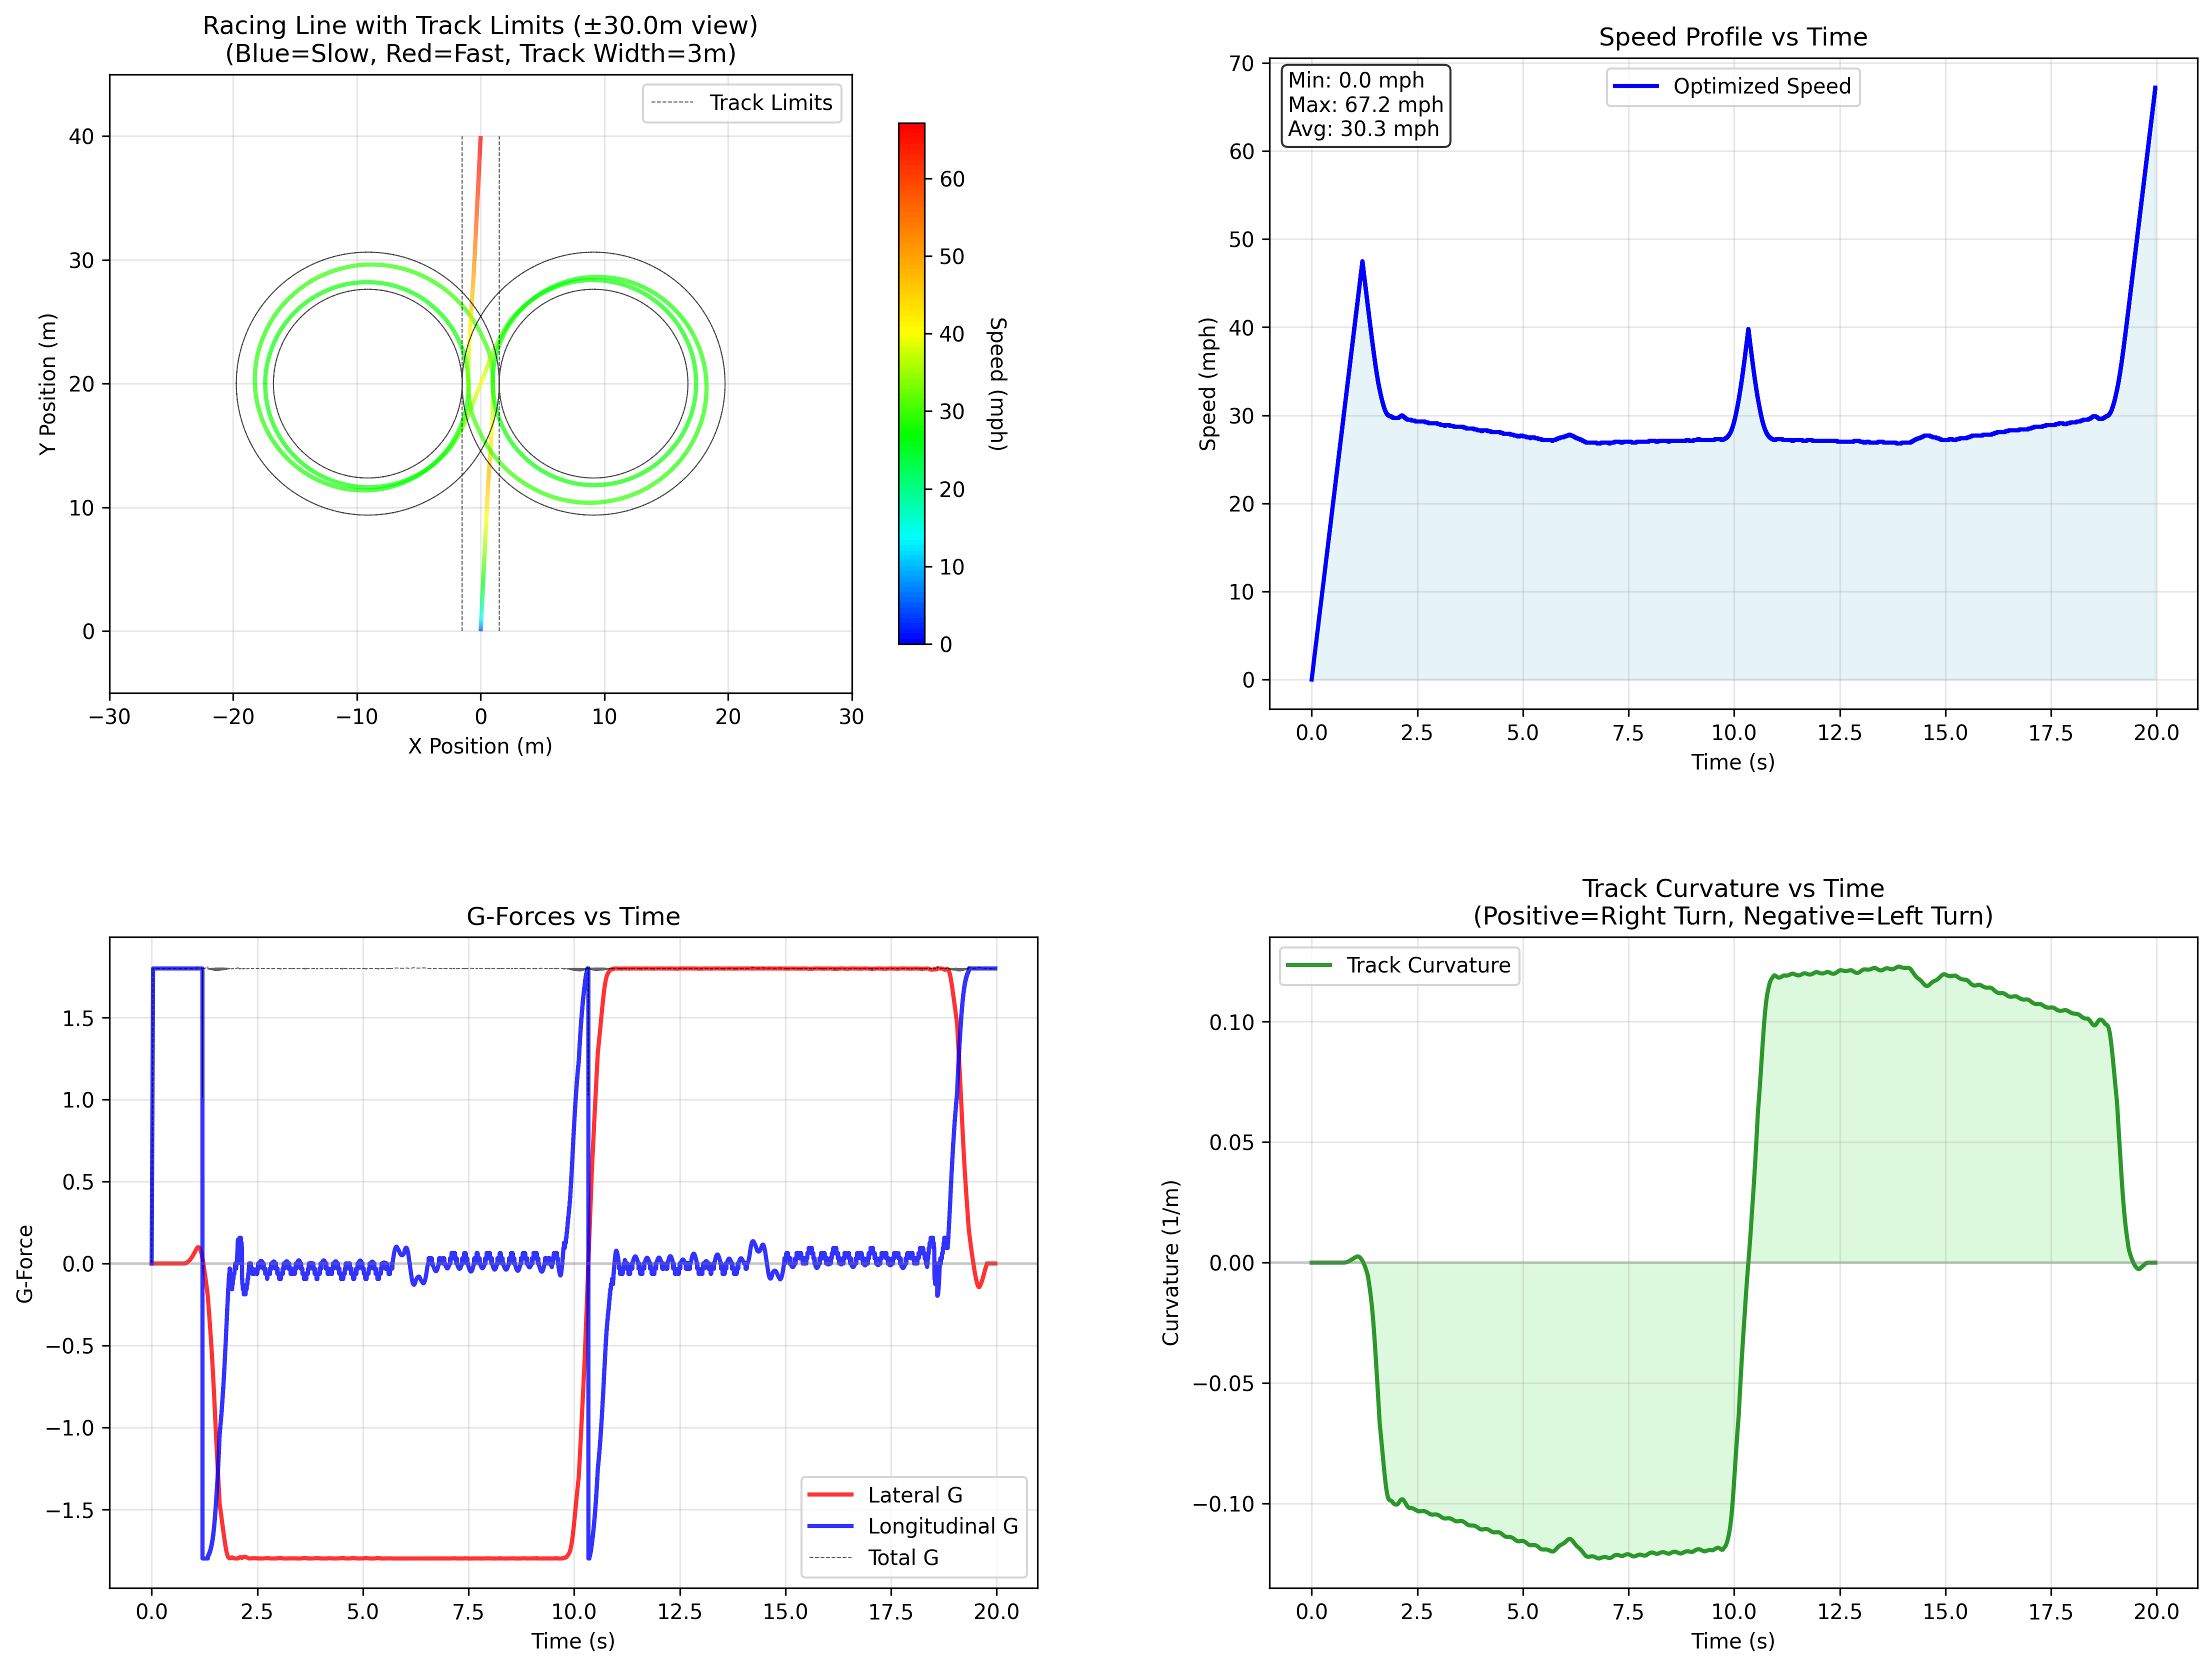 Racing Line with Track Limits (±30.0m view)
(Blue=Slow, Red=Fast, Track Width=3m)
Track Limits
40
30
20
10
0
Y Position (m)
−30
−20
−10
0
10
20
30
X Position (m)
60
50
40
30
20
10
0
Speed (mph)
Speed Profile vs Time
Min: 0.0 mph
Max: 67.2 mph
Avg: 30.3 mph
Optimized Speed
70
60
50
40
30
20
10
0
Speed (mph)
0.0
2.5
5.0
7.5
10.0
12.5
15.0
17.5
20.0
Time (s)
G-Forces vs Time
1.5
1.0
0.5
0.0
−0.5
−1.0
−1.5
G-Force
Lateral G
Longitudinal G
Total G
0.0
2.5
5.0
7.5
10.0
12.5
15.0
17.5
20.0
Time (s)
Track Curvature vs Time
(Positive=Right Turn, Negative=Left Turn)
Track Curvature
0.10
0.05
0.00
−0.05
−0.10
Curvature (1/m)
0.0
2.5
5.0
7.5
10.0
12.5
15.0
17.5
20.0
Time (s)